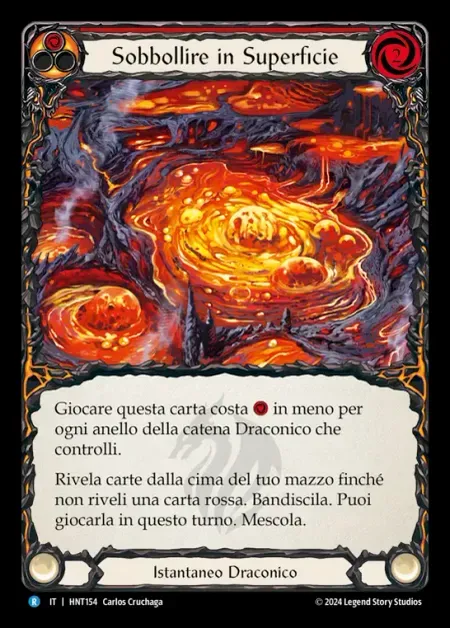 Sobbollire in Superficie
2
Giocare questa carta costa in meno per
ogni anello della catena Draconico che
controlli.
Rivela carte dalla cima del tuo mazzo finché
non riveli una carta rossa. Bandiscila. Puoi
giocarla in questo turno. Mescola.
Istantaneo Draconico
R IT | HNT154 Carlos Cruchaga © 2024 Legend Story Studios